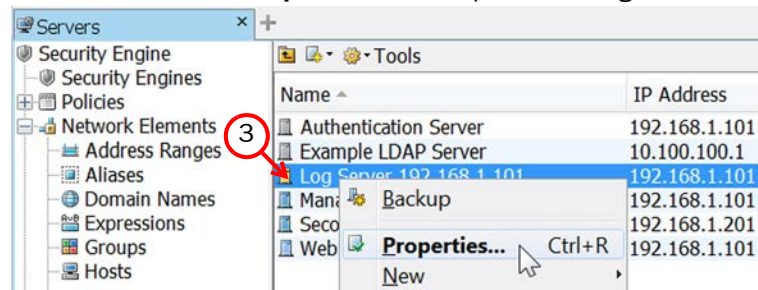 Servers × +
Security Engine
Security Engines
Policies
Network Elements
Address Ranges
Aliases
Domain Names
Expressions
Groups
Hosts
3
Tools
Name IP Address
Authentication Server 192.168.1.101
Example LDAP Server 10.100.100.1
Log Server 192.168.1.101 192.168.1.101
Mana 192.168.1.101
Seco 192.168.1.201
Web 192.168.1.101
Backup
Properties... Ctrl+R
New